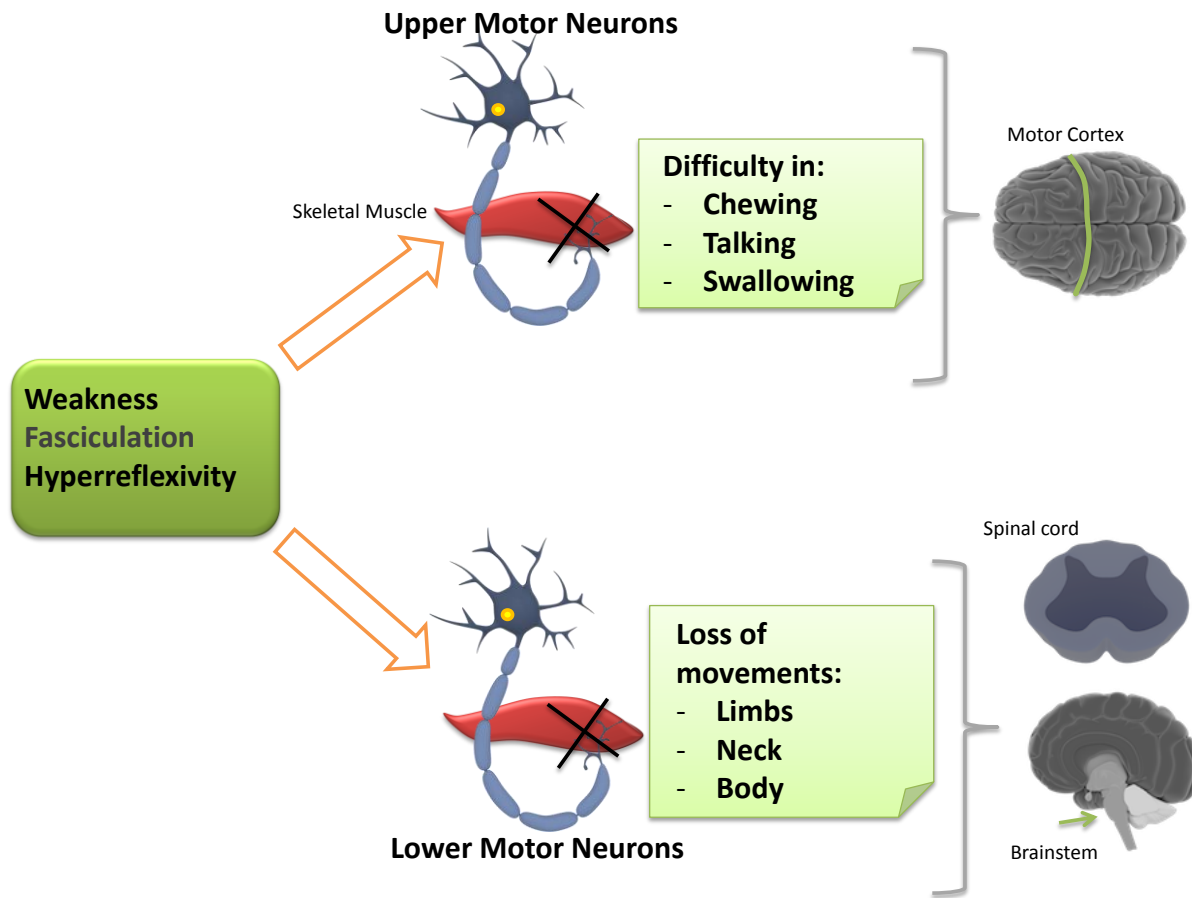 Upper Motor Neurons
Motor Cortex
Difficulty in:
- Chewing
- Talking
- Swallowing
Skeletal Muscle
Weakness
Fasciculation
Hyperreflexivity
Spinal cord
Loss of
movements:
- Limbs
- Neck
- Body
Lower Motor Neurons
Brainstem